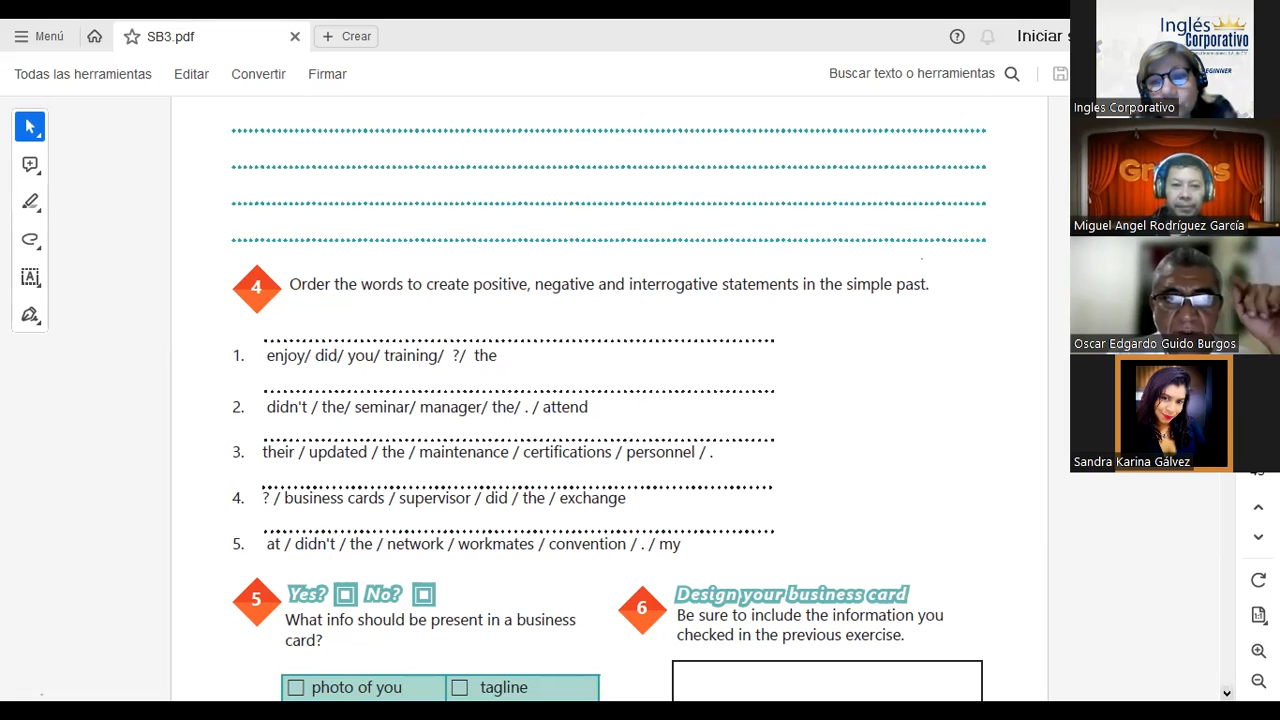 Menú
SB3.pdf
Crear
Iniciar s
Todas las herramientas
Editar
Convertir
Firmar
Buscar texto o herramientas
Inglés
Corporativo
EGINNER
Ingles Corporativo
Miguel Angel Rodríguez García
Oscar Edgardo Guido Burgos
Sandra Karina Gálvez
4 Order the words to create positive, negative and interrogative statements in the simple past.
1. enjoy/ did/ you/ training/ ?/ the
2. didn't / the/ seminar/ manager/ the/ . / attend
3. their / updated / the / maintenance / certifications / personnel / .
4. ? / business cards / supervisor / did / the / exchange
5. at / didn't / the / network / workmates / convention / . / my
5 Yes? No?
What info should be present in a business
card?
photo of you
tagline
6 Design your business card
Be sure to include the information you
checked in the previous exercise.